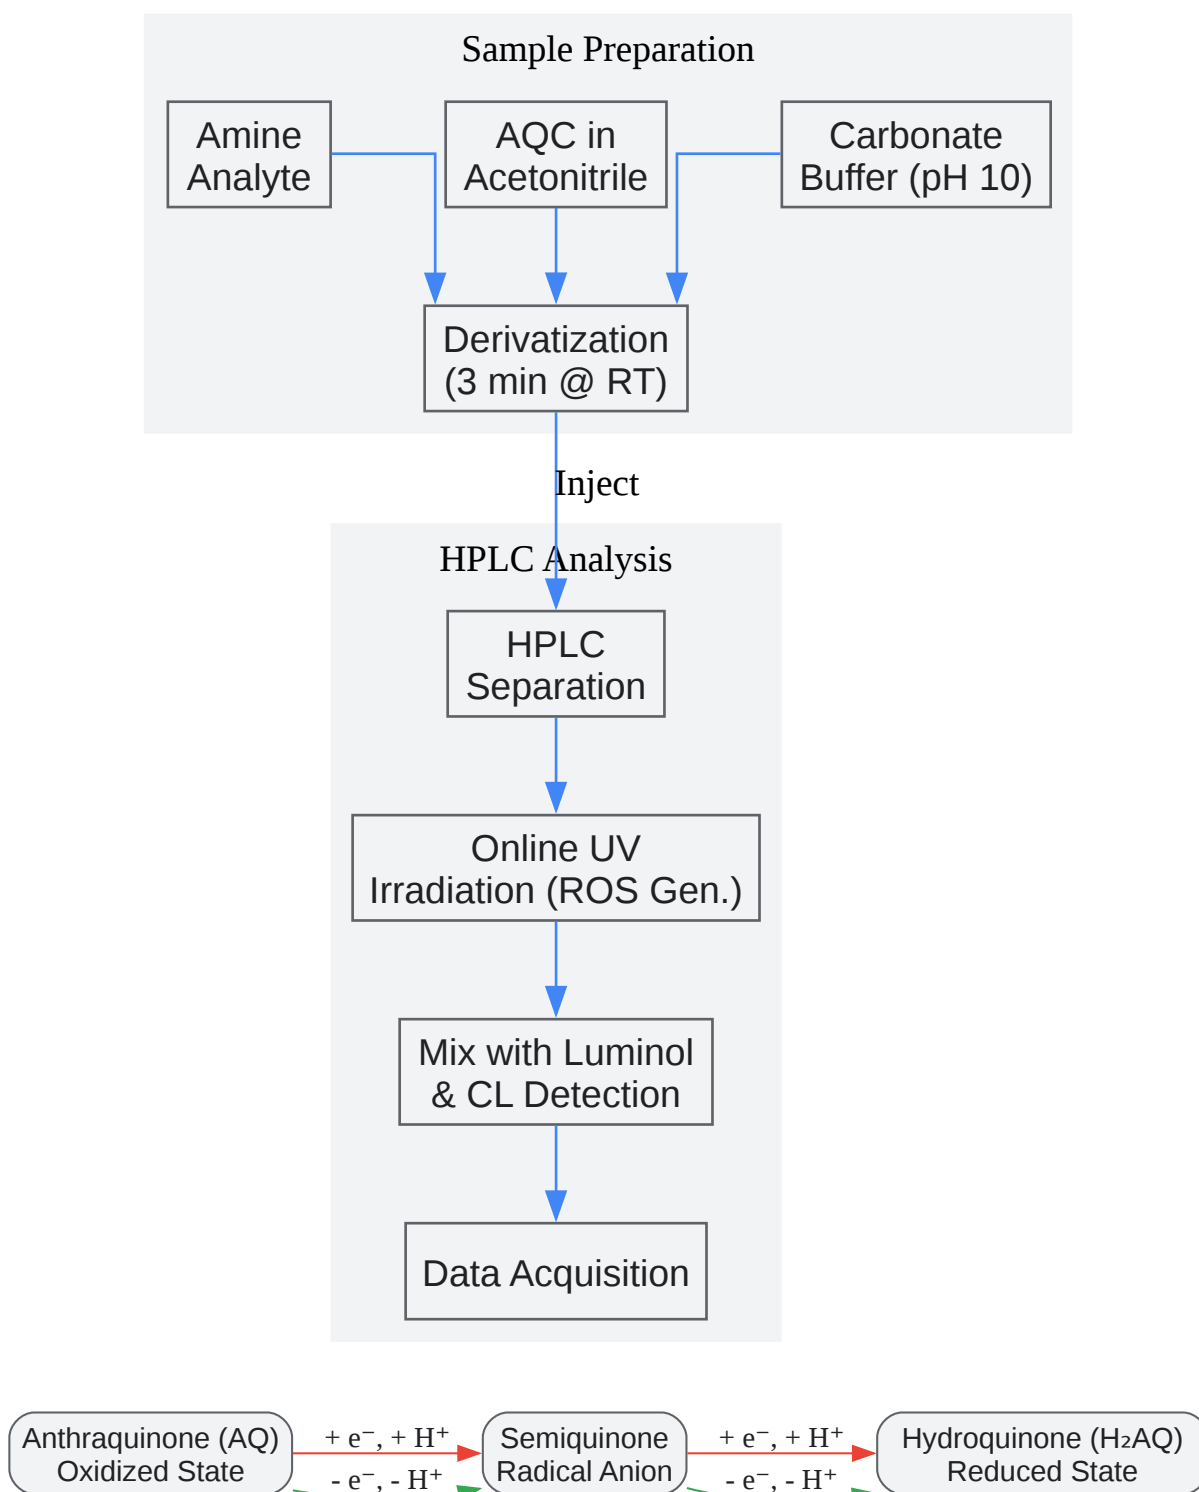 Sample Preparation
Amine
Analyte
AQC in
Acetonitrile
Carbonate
Buffer (pH 10)
Derivatization
(3 min @ RT)
Inject
HPLC Analysis
HPLC
Separation
Online UV
Irradiation (ROS Gen.)
Mix with Luminol
& CL Detection
Data Acquisition
Anthraquinone (AQ)
Oxidized State
+ e⁻, + H⁺
- e⁻, - H⁺
Semiquinone
Radical Anion
+ e⁻, + H⁺
- e⁻, - H⁺
Hydroquinone (H₂AQ)
Reduced State